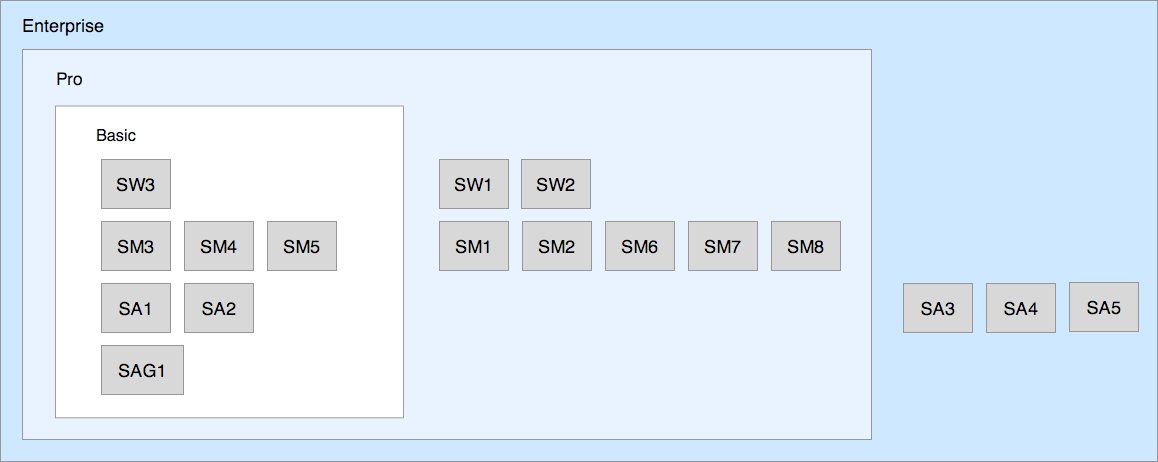 Enterprise
Pro
Basic
SW3
SW1 SW2
SM3 SM4 SM5
SM1 SM2 SM6 SM7 SM8
SA1 SA2
SA3 SA4 SA5
SAG1